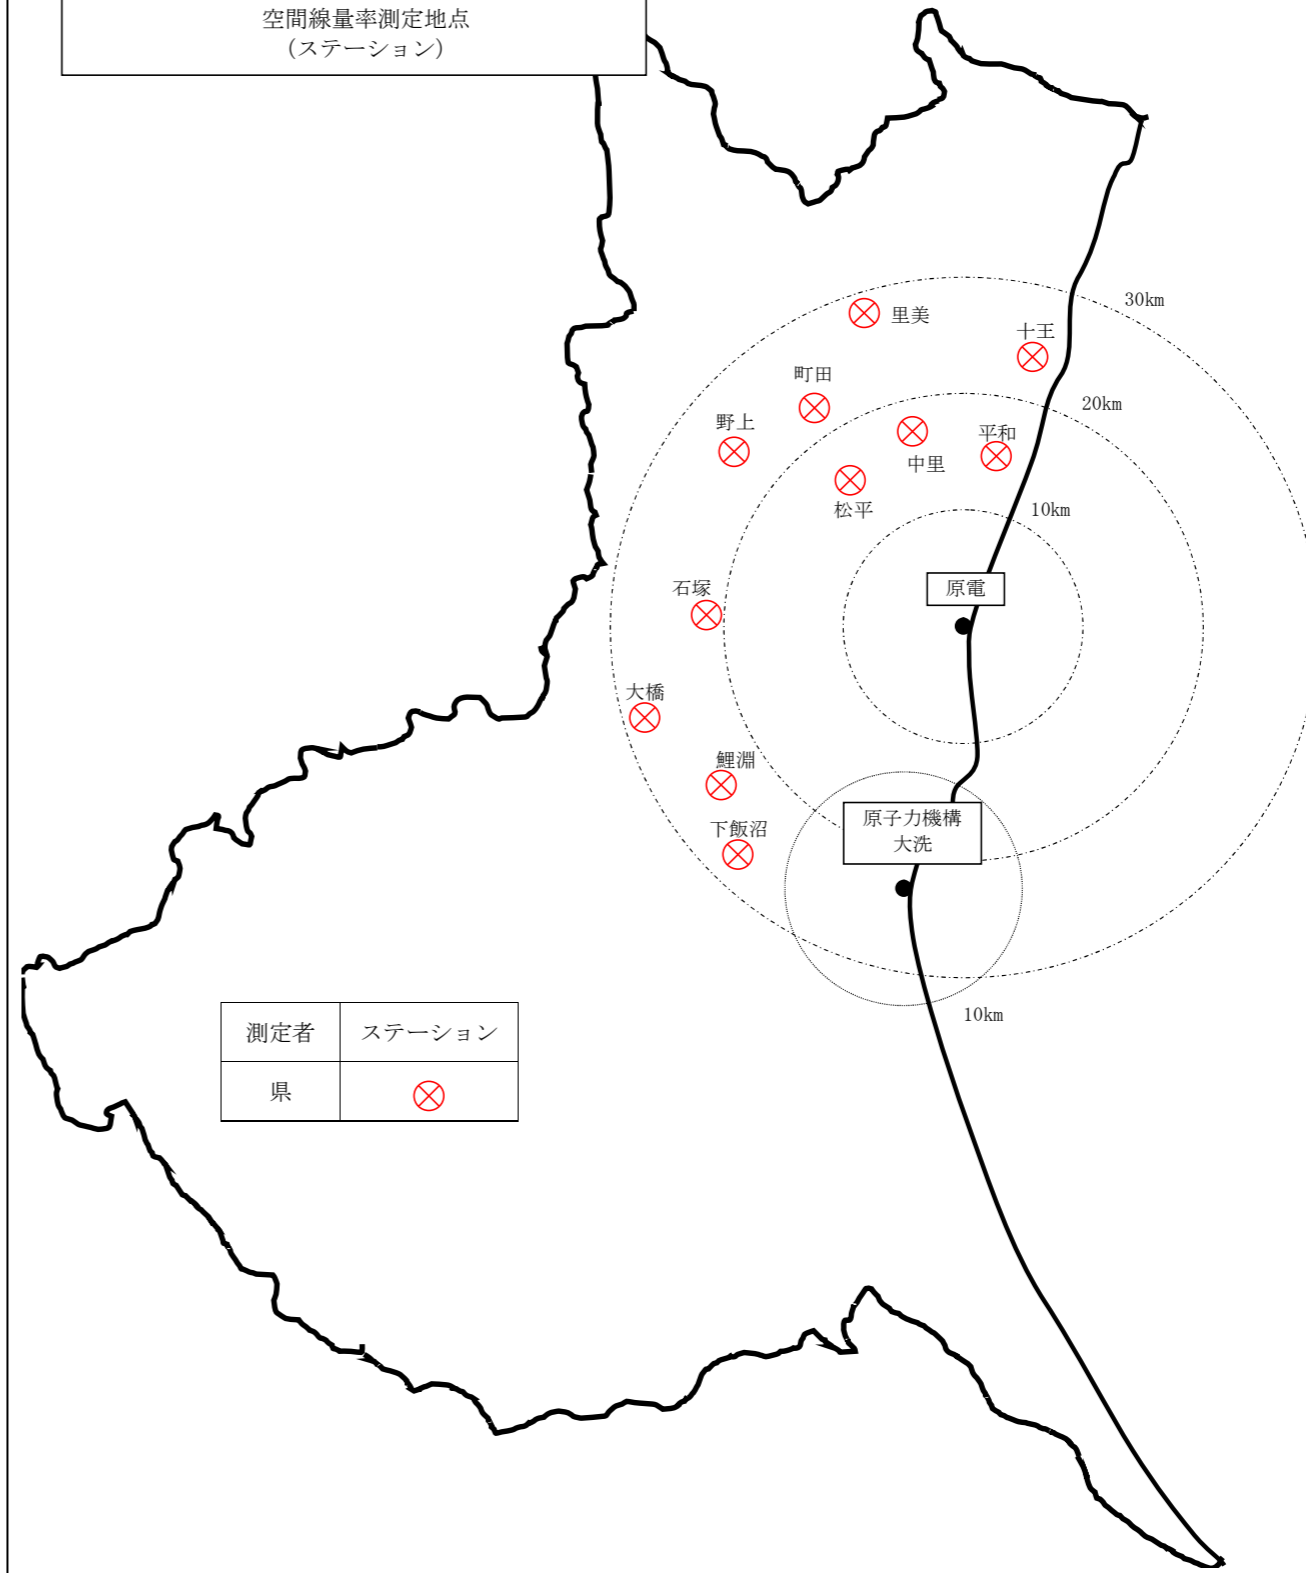 空間線量率測定地点
(ステーション)
30km
里美
十王
町田
20km
野上
平和
中里
松平
10km
石塚
原電
大橋
鯉淵
原子力機構
大洗
下飯沼
10km
測定者 ステーション
県